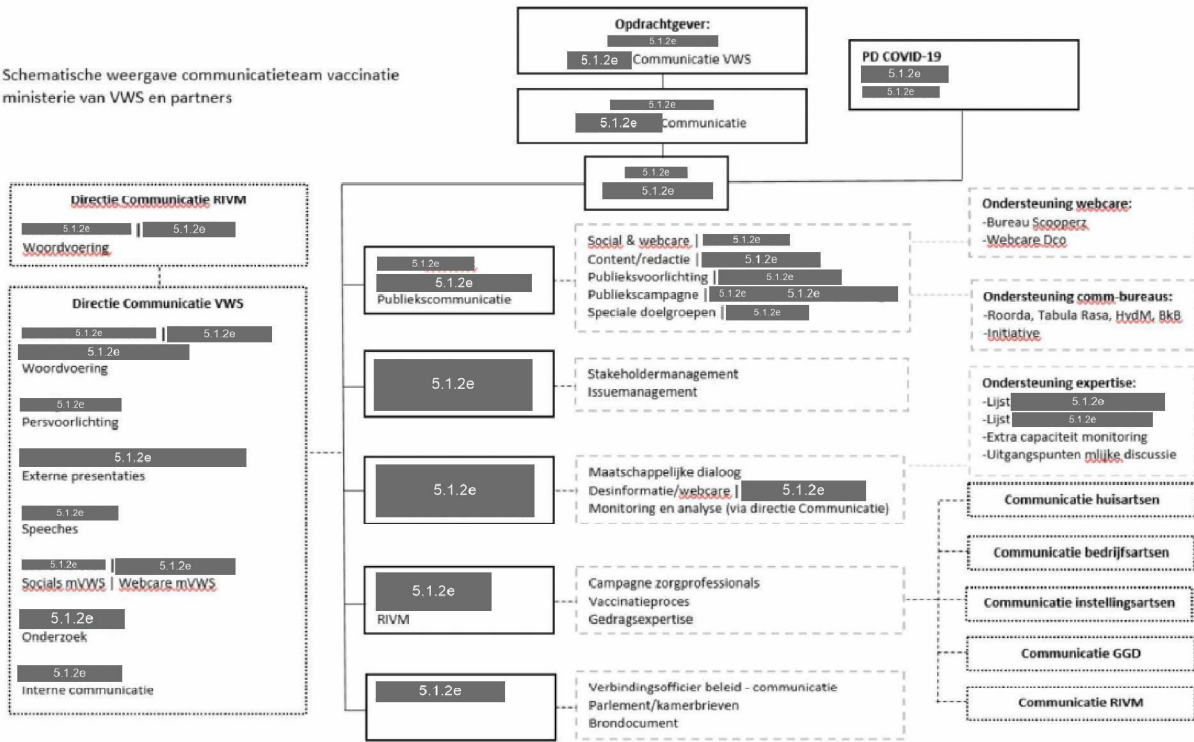 Schematische weergave communicatieteam vaccinatie
ministerie van VWS en partners
Opdrachtgever:
5.1.2e
5.1.2e Communicatie VWS
5.1.2e
5.1.2e Communicatie
5.1.2e
5.1.2e
PD COVID-19
5.1.2e
5.1.2e
Directie Communicatie RIVM
5.1.2e | 5.1.2e
Woordvoering
Directie Communicatie VWS
5.1.2e | 5.1.2e
5.1.2e
Woordvoering
5.1.2e
Persvoorlichting
5.1.2e
Externe presentaties
5.1.2e
Speeches
5.1.2e | 5.1.2e
Socials mVWS | Webcare mVWS
5.1.2e
Onderzoek
5.1.2e
Interne communicatie
5.1.2e
5.1.2e
Publiekscommunicatie
Social & webcare | 5.1.2e
Content/redactie | 5.1.2e
Publieksvoorlichting | 5.1.2e
Publiekscampagne | 5.1.2e 5.1.2e
Speciale doelgroepen | 5.1.2e
5.1.2e
Stakeholdermanagement
Issuemanagement
5.1.2e
Maatschappelijke dialoog
Desinformatie/webcare | 5.1.2e
Monitoring en analyse (via directie Communicatie)
5.1.2e
RIVM
Campagne zorgprofessionals
Vaccinatieproces
Gedragsexpertise
5.1.2e
Verbindingsofficier beleid - communicatie
Parlement/kamerbrieven
Brondocument
Ondersteuning webcare:
-Bureau Scooperz
-Webcare Dco
Ondersteuning comm-bureaus:
-Roorda, Tabula Rasa, HvdM, BkB
-Initiative
Ondersteuning expertise:
-Lijst 5.1.2e
-Lijst 5.1.2e
-Extra capaciteit monitoring
-Uitgangspunten mlijke discussie
Communicatie huisartsen
Communicatie bedrijfsartsen
Communicatie instellingsartsen
Communicatie GGD
Communicatie RIVM